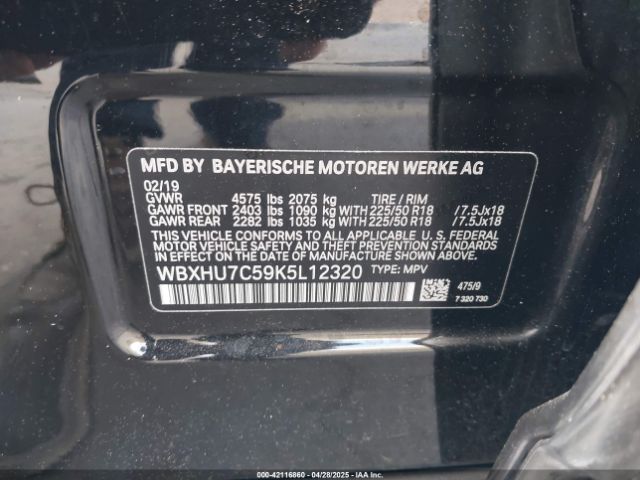 MFD BY BAYERISCHE MOTOREN WERKE AG
02/19
GVWR 4575 lbs 2075 kg TIRE / RIM
GAWR FRONT 2403 lbs 1090 kg WITH 225/50 R18 /7.5Jx18
GAWR REAR 2282 lbs 1035 kg WITH 225/50 R18 /7.5Jx18
THIS VEHICLE CONFORMS TO ALL APPLICABLE U. S. FEDERAL
MOTOR VEHICLE SAFETY, BUMPER, AND THEFT PREVENTION
STANDARDS IN EFFECT ON THE DATE OF MANUFACTURE SHOWN ABOVE.
WBXHU7C59K5L12320 TYPE: MPV
475/9
7 320 730
000-42116860 - 04/28/2025 - IAAI.COM